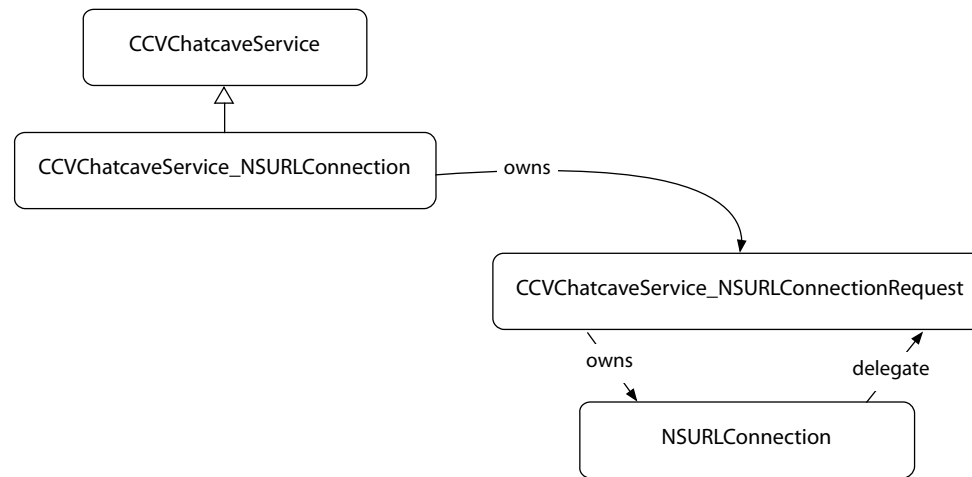 CCVChatcaveService
CCVChatcaveService_NSURLConnection
owns
CCVChatcaveService_NSURLConnectionRequest
owns
delegate
NSURLConnection